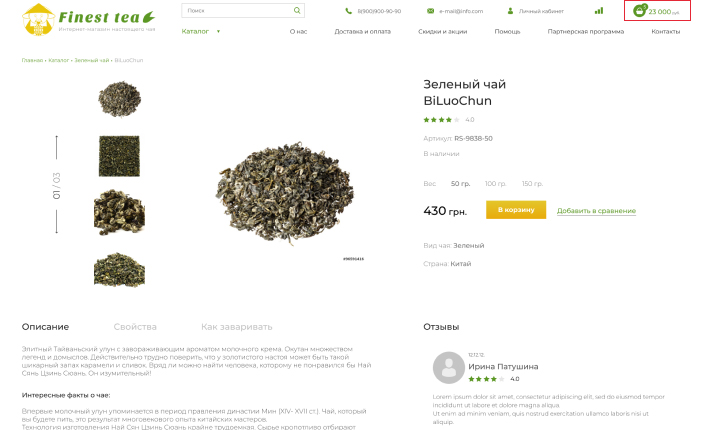 Finest tea
Интернет-магазин настоящего чая
Поиск
8(900)900-90-90
e-mail@info.com
Личный кабинет
23 000
Каталог
О нас
Доставка и оплата
Скидки и акции
Помощь
Партнерская программа
Контакты
Главная • Каталог • Зеленый чай • BiLuoChun
Зеленый чай
BiLuoChun
4.0
Артикул: RS-9838-50
В наличии
01 / 03
Вес
50 гр.
100 гр.
150 гр.
430 грн.
В корзину
Добавить в сравнение
Вид чая: Зеленый
Страна: Китай
Описание
Свойства
Как заваривать
Отзывы
Элитный Тайваньский улун с завораживающим ароматом молочного крема. Окутан множеством
легенд и домыслов. Действительно трудно поверить, что у золотистого настоя может быть такой
шикарный запах карамели и сливок. Вряд ли можно найти человека, которому не понравился бы Най
Сянь Цзинь Сюань. Он изумительный!
Интересные факты о чае:
Впервые молочный улун упоминается в период правления династии Мин (XIV- XVII ст.). Чай, который
вы будете пить, это результат многовекового опыта китайских мастеров.
Технология изготовления Най Сян Цзинь Сюань крайне трудоемкая. Сырье кропотливо отбирают
12.12.12
Ирина Патушина
4.0
Lorem ipsum dolor sit amet, consectetur adipiscing elit, sed do eiusmod tempor
incididunt ut labore et dolore magna aliqua.
Ut enim ad minim veniam, quis nostrud exercitation ullamco laboris nisi ut
aliquip.